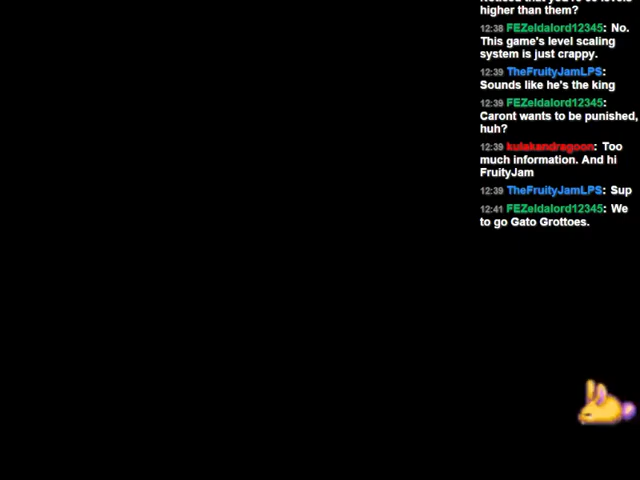 higher than them?
12:38 FEZeldalord12345: No.
This game's level scaling
system is just crappy.
12:39 TheFruityJamLPS:
Sounds like he's the king
12:39 FEZeldalord12345:
Caront wants to be punished,
huh?
12:39 kulakandragoon: Too
much information. And hi
FruityJam
12:39 TheFruityJamLPS: Sup
12:41 FEZeldalord12345: We
to go Gato Grottoes.